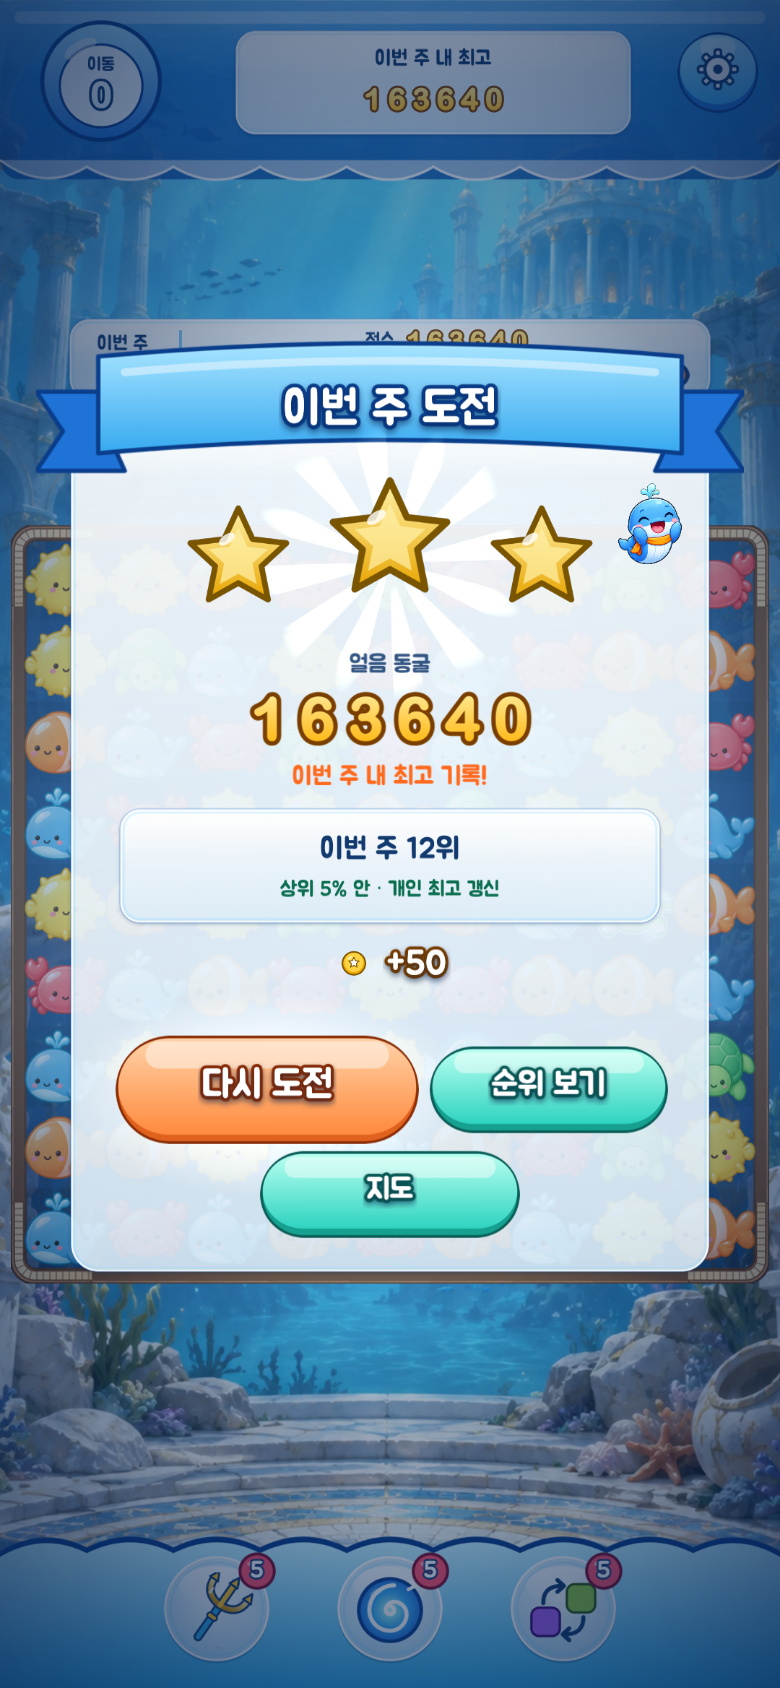 이동
0
이번 주 내 최고
163640
이번 주
점수 163640
이번 주 도전
얼음 동굴
163640
이번 주 내 최고 기록!
이번 주 12위
상위 5% 안 · 개인 최고 갱신
+50
다시 도전
순위 보기
지도
5
5
5